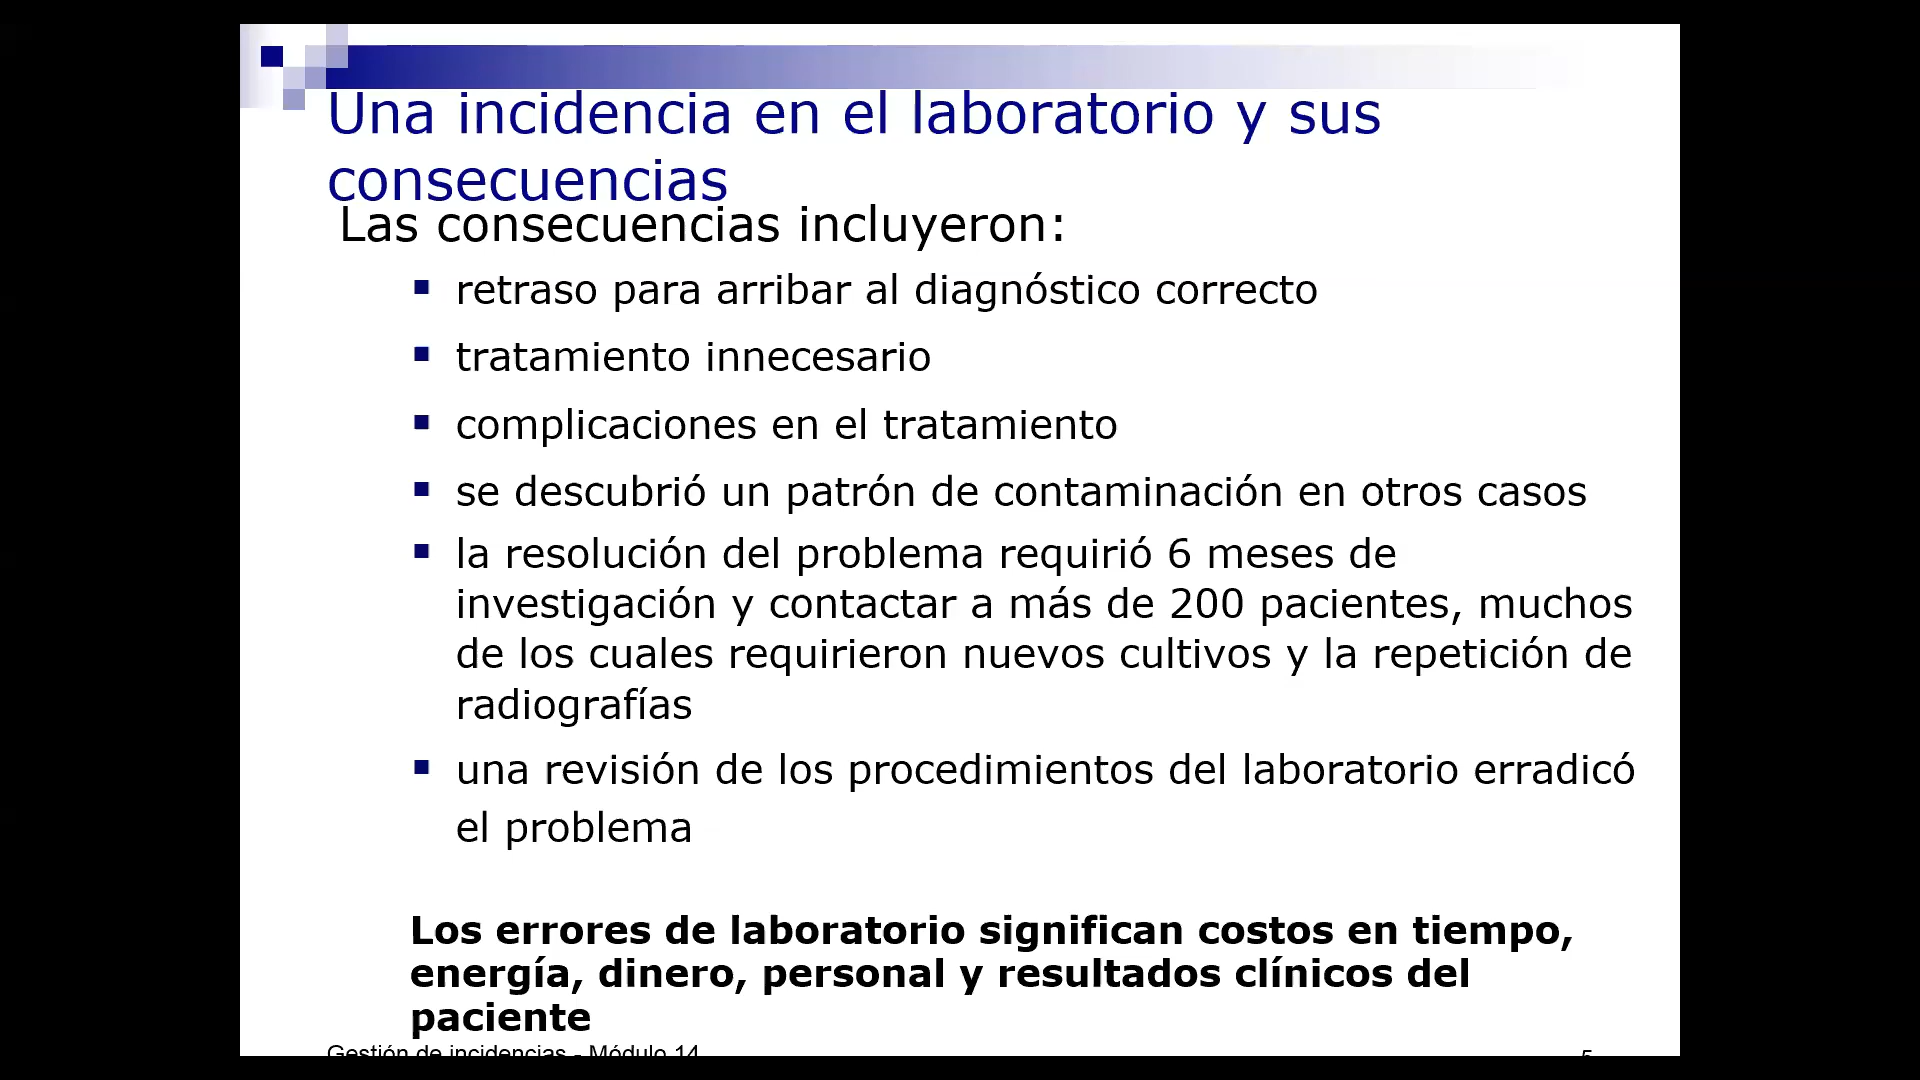 Una incidencia en el laboratorio y sus
consecuencias
Las consecuencias incluyeron:
retraso para arribar al diagnóstico correcto
tratamiento innecesario
complicaciones en el tratamiento
se descubrió un patrón de contaminación en otros casos
la resolución del problema requirió 6 meses de
investigación y contactar a más de 200 pacientes, muchos
de los cuales requirieron nuevos cultivos y la repetición de
radiografías
una revisión de los procedimientos del laboratorio erradicó
el problema
Los errores de laboratorio significan costos en tiempo,
energía, dinero, personal y resultados clínicos del
paciente
Gestión de incidencias - Módulo 14
5